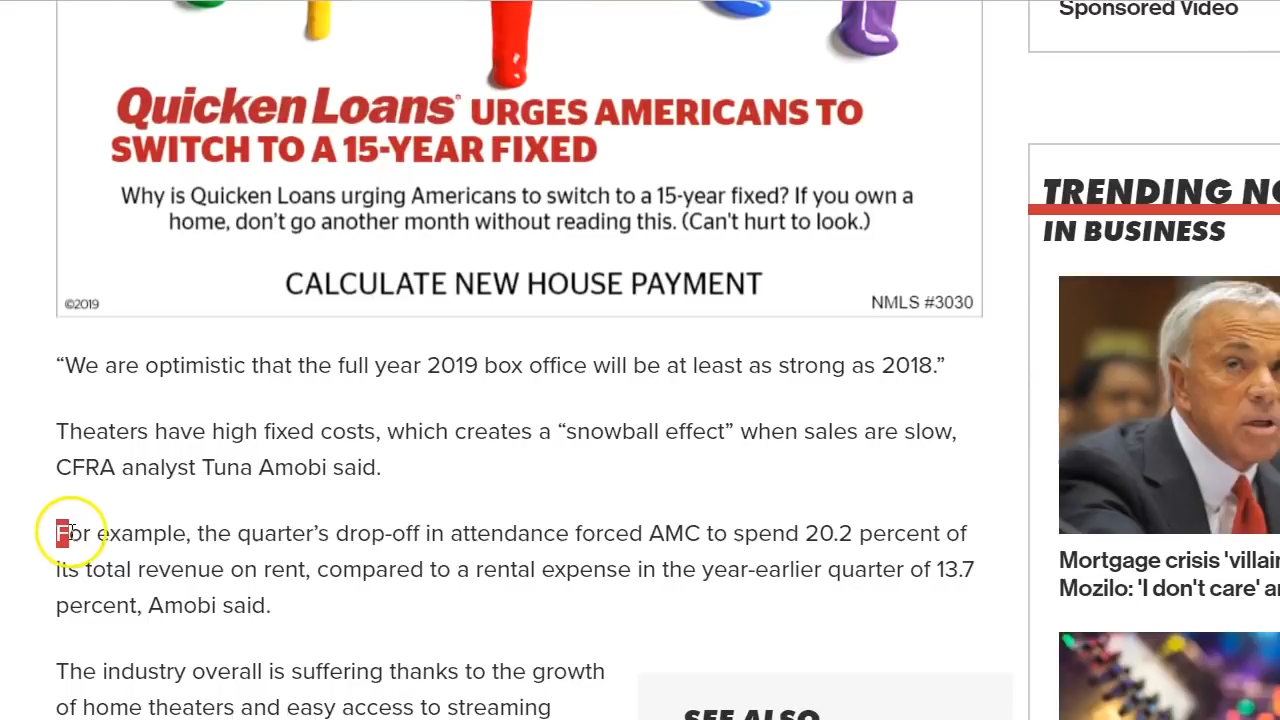 Sponsored Video
Quicken Loans® URGES AMERICANS TO
SWITCH TO A 15-YEAR FIXED
Why is Quicken Loans urging Americans to switch to a 15-year fixed? If you own a
home, don't go another month without reading this. (Can't hurt to look.)
CALCULATE NEW HOUSE PAYMENT
©2019
NMLS #3030
“We are optimistic that the full year 2019 box office will be at least as strong as 2018.”
Theaters have high fixed costs, which creates a “snowball effect” when sales are slow,
CFRA analyst Tuna Amobi said.
For example, the quarter’s drop-off in attendance forced AMC to spend 20.2 percent of
its total revenue on rent, compared to a rental expense in the year-earlier quarter of 13.7
percent, Amobi said.
The industry overall is suffering thanks to the growth
of home theaters and easy access to streaming
SEE ALSO
TRENDING NO
IN BUSINESS
Mortgage crisis 'villai
Mozilo: 'I don't care' a